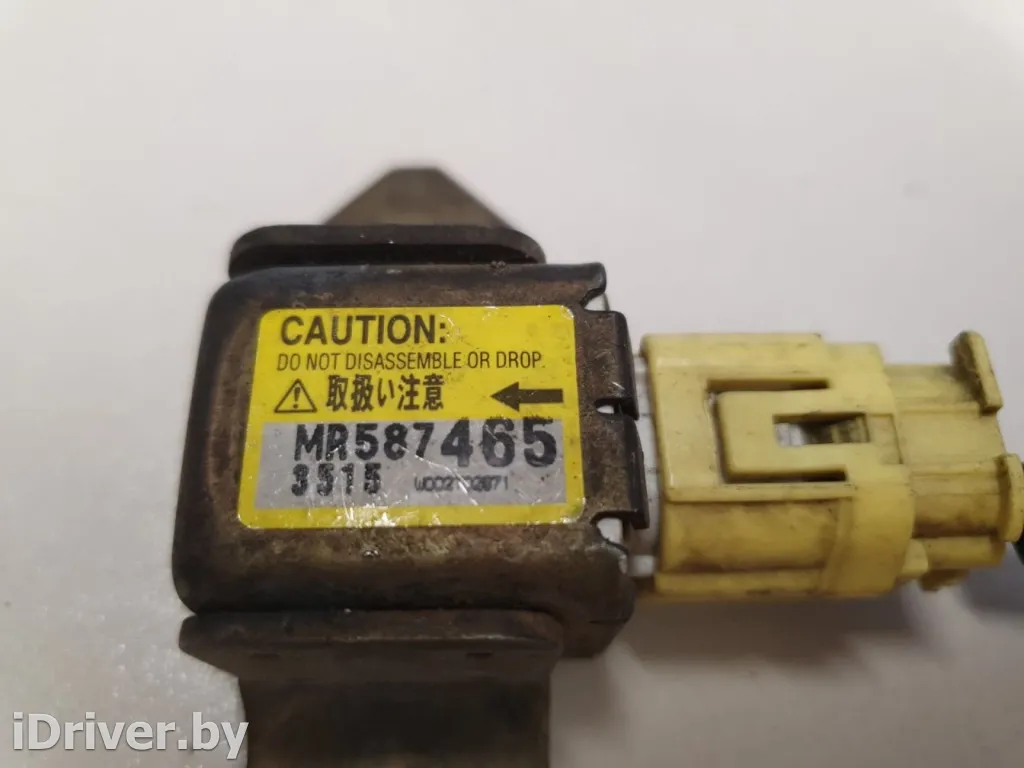 CAUTION:
DO NOT DISASSEMBLE OR DROP.
取扱い注意
MR587465
3515
iDriver.by